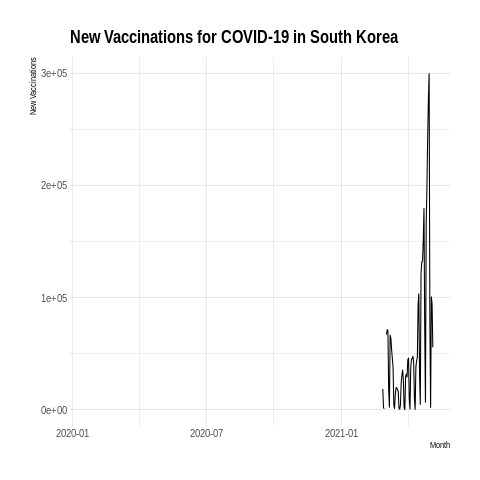 New Vaccinations for COVID-19 in South Korea
New Vaccinations
3e+05
2e+05
1e+05
0e+00
2020-01 2020-07 2021-01
Month